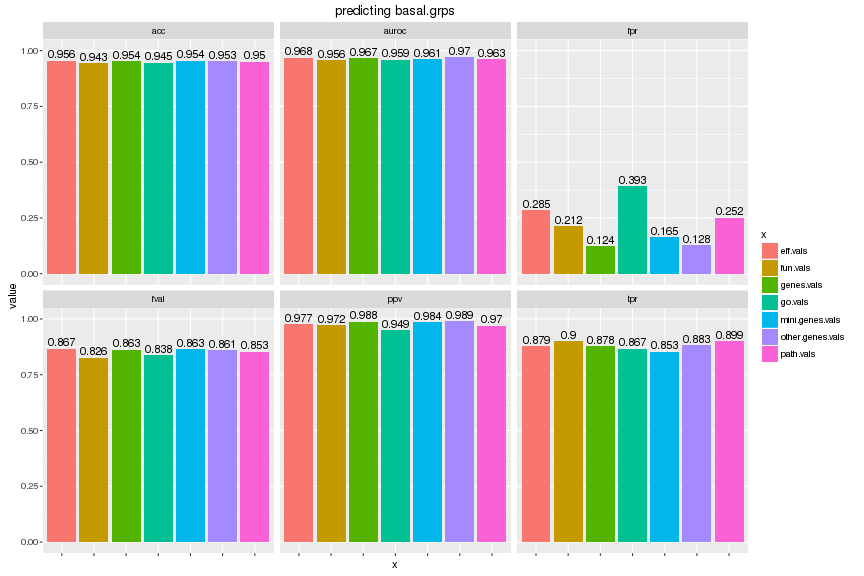 predicting basal.grps
acc
auroc
fpr
1.00
0.75
0.50
0.25
0.00
0.956 0.943 0.954 0.945 0.954 0.953 0.95
0.968 0.956 0.967 0.959 0.961 0.97 0.963
0.285 0.212 0.124 0.393 0.165 0.128 0.252
value
fval
ppv
tpr
1.00
0.75
0.50
0.25
0.00
0.867 0.826 0.863 0.838 0.863 0.861 0.853
0.977 0.972 0.988 0.949 0.984 0.989 0.97
0.879 0.9 0.878 0.867 0.853 0.883 0.899
x
x
eff.vals
fun.vals
genes.vals
go.vals
mini.genes.vals
other.genes.vals
path.vals